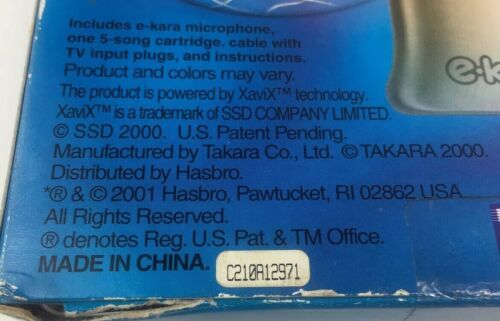 Includes e-kara microphone,
one 5-song cartridge, cable with
TV input plugs, and instructions.
Product and colors may vary.
The product is powered by XaviX™ technology.
XaviX™ is a trademark of SSD COMPANY LIMITED.
© SSD 2000. U.S. Patent Pending.
Manufactured by Takara Co., Ltd. © TAKARA 2000.
Distributed by Hasbro.
*® & © 2001 Hasbro, Pawtucket, RI 02862 USA.
All Rights Reserved.
® denotes Reg. U.S. Pat. & TM Office.
MADE IN CHINA.
C210A12971